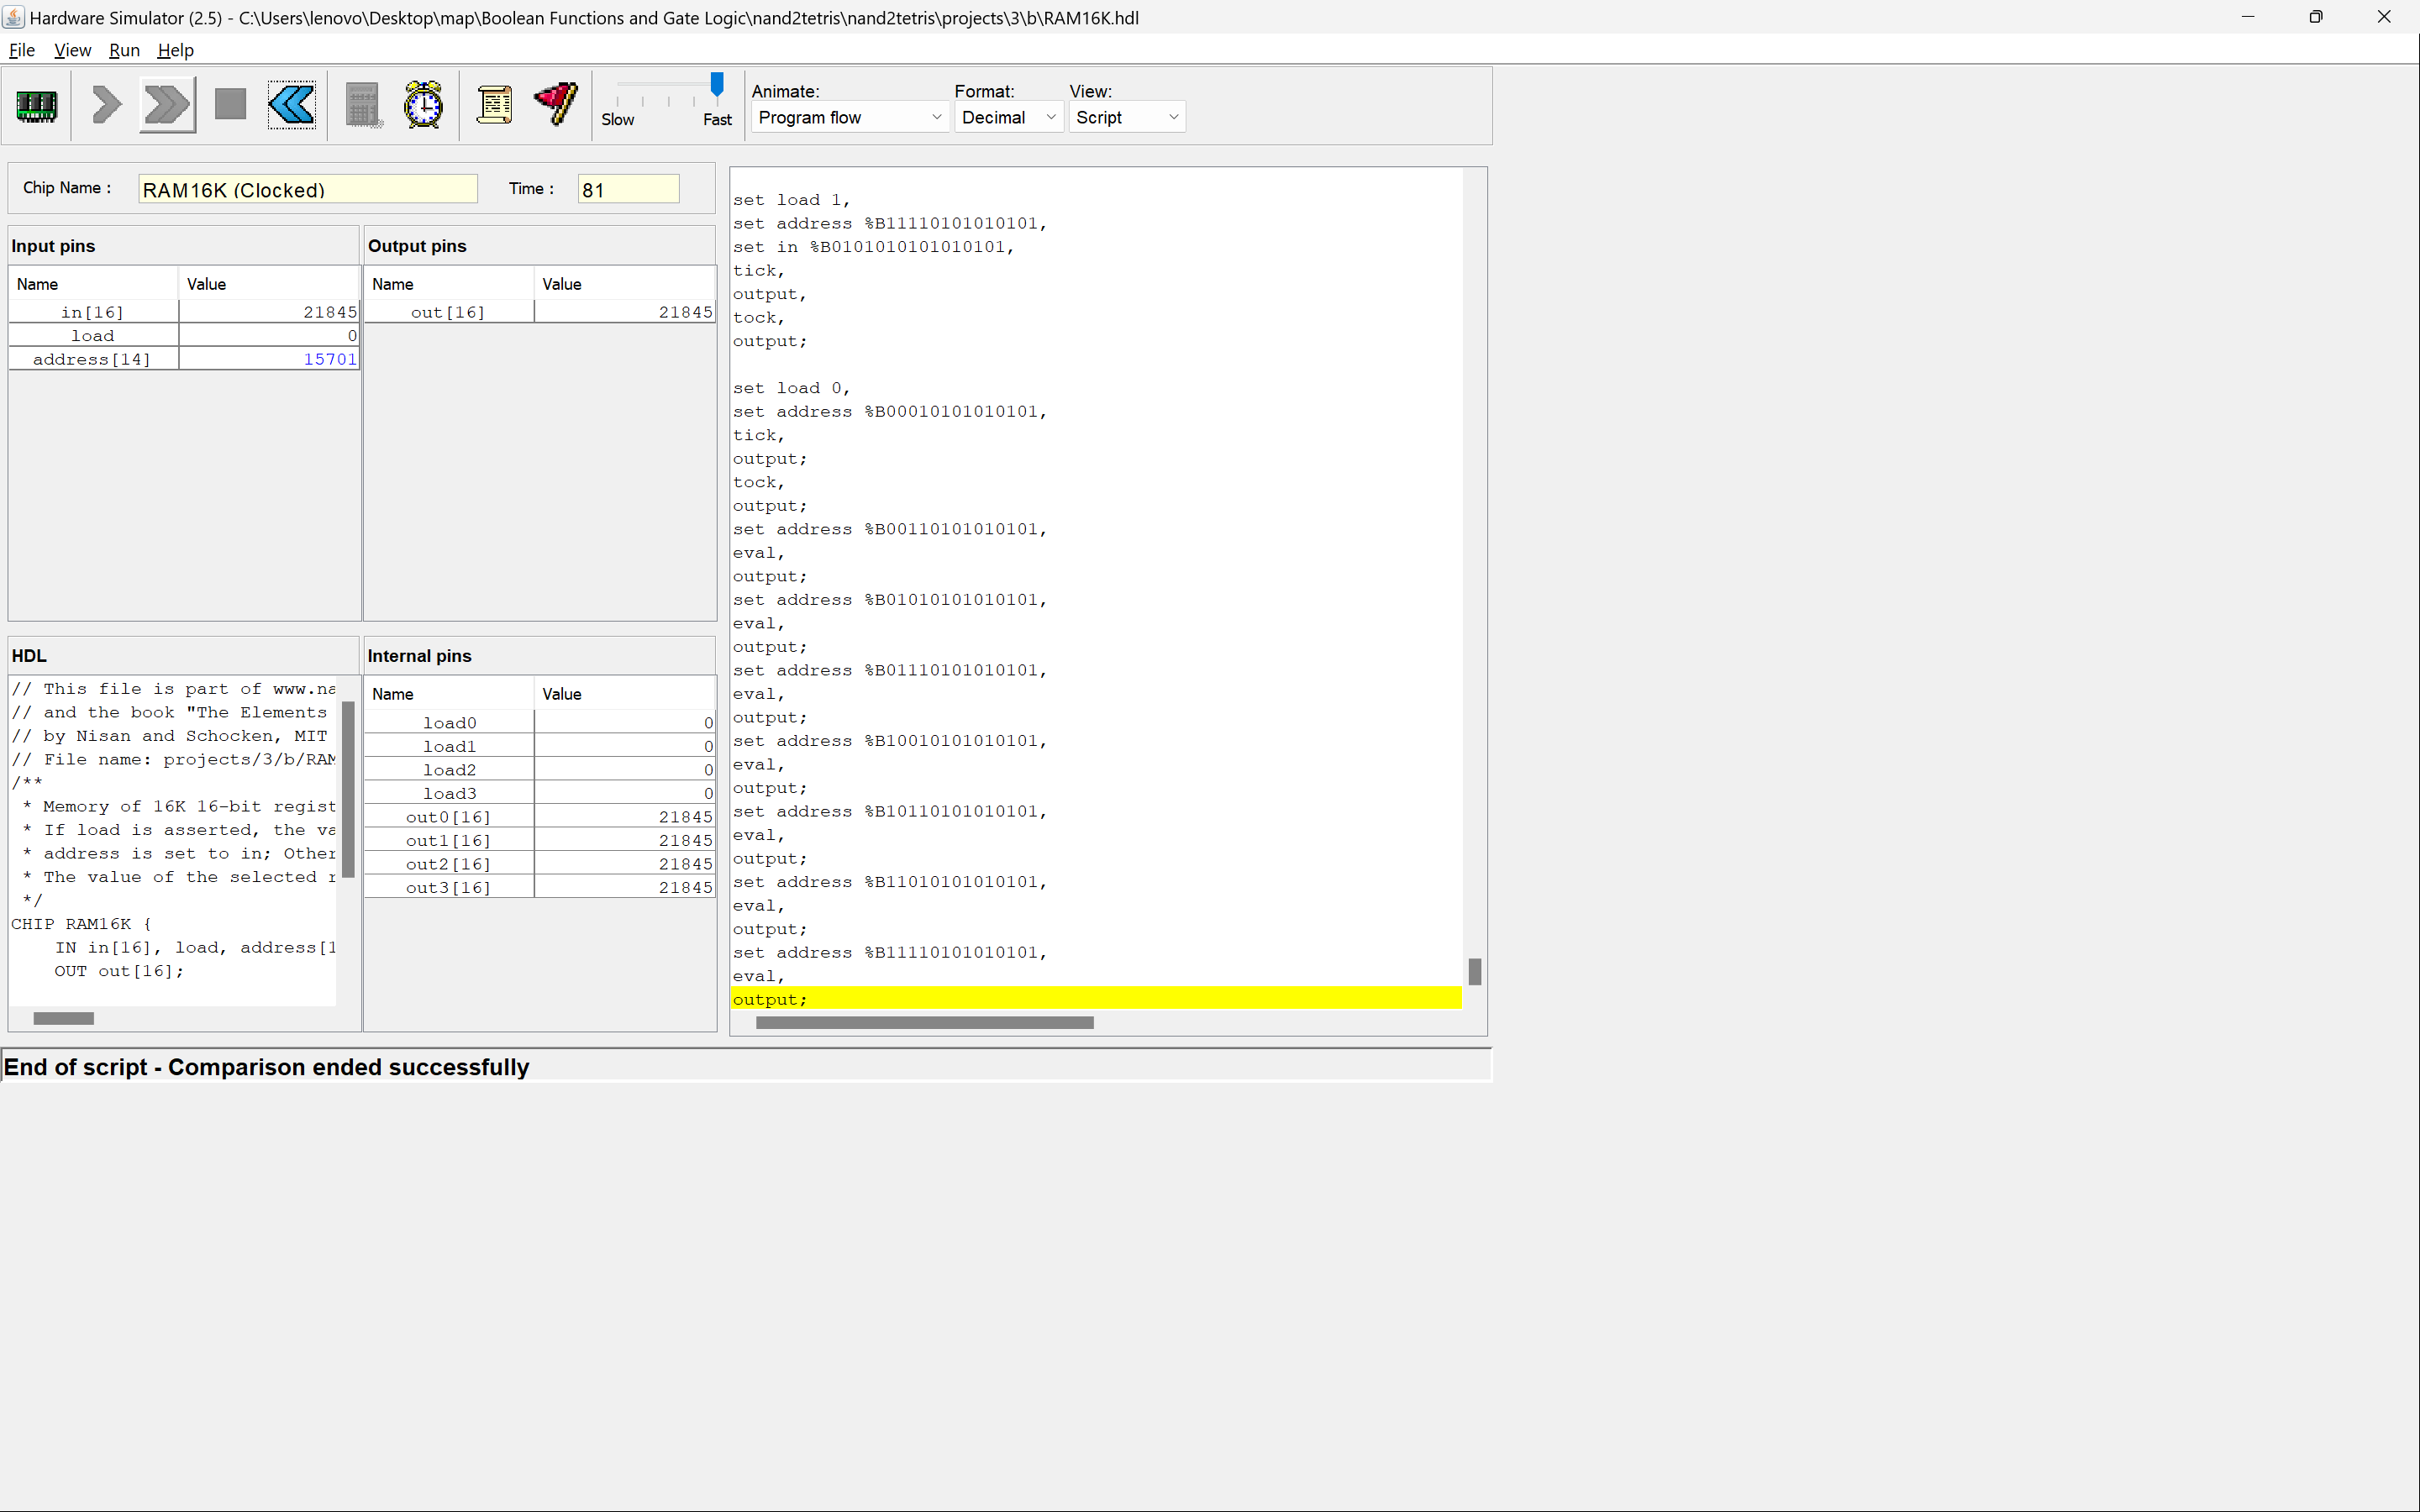 Hardware Simulator (2.5) - C:\Users\lenovo\Desktop\map\Boolean Functions and Gate Logic\nand2tetris\nand2tetris\projects\3\b\RAM16K.hdl
File View Run Help
Slow Fast
Animate: Format: View:
Program flow Decimal Script
Chip Name : RAM16K (Clocked) Time : 81
Input pins
Name Value
in[16] 21845
load 0
address[14] 15701
Output pins
Name Value
out[16] 21845
HDL
// This file is part of www.na
// and the book "The Elements
// by Nisan and Schocken, MIT
// File name: projects/3/b/RAM
/**
* Memory of 16K 16-bit regist
* If load is asserted, the va
* address is set to in; Other
* The value of the selected r
*/
CHIP RAM16K {
IN in[16], load, address[1
OUT out[16];
Internal pins
Name Value
load0 0
load1 0
load2 0
load3 0
out0[16] 21845
out1[16] 21845
out2[16] 21845
out3[16] 21845
set load 1,
set address %B11110101010101,
set in %B0101010101010101,
tick,
output,
tock,
output;
set load 0,
set address %B00010101010101,
tick,
output;
tock,
output;
set address %B00110101010101,
eval,
output;
set address %B01010101010101,
eval,
output;
set address %B01110101010101,
eval,
output;
set address %B10010101010101,
eval,
output;
set address %B10110101010101,
eval,
output;
set address %B11010101010101,
eval,
output;
set address %B11110101010101,
eval,
output;
End of script - Comparison ended successfully